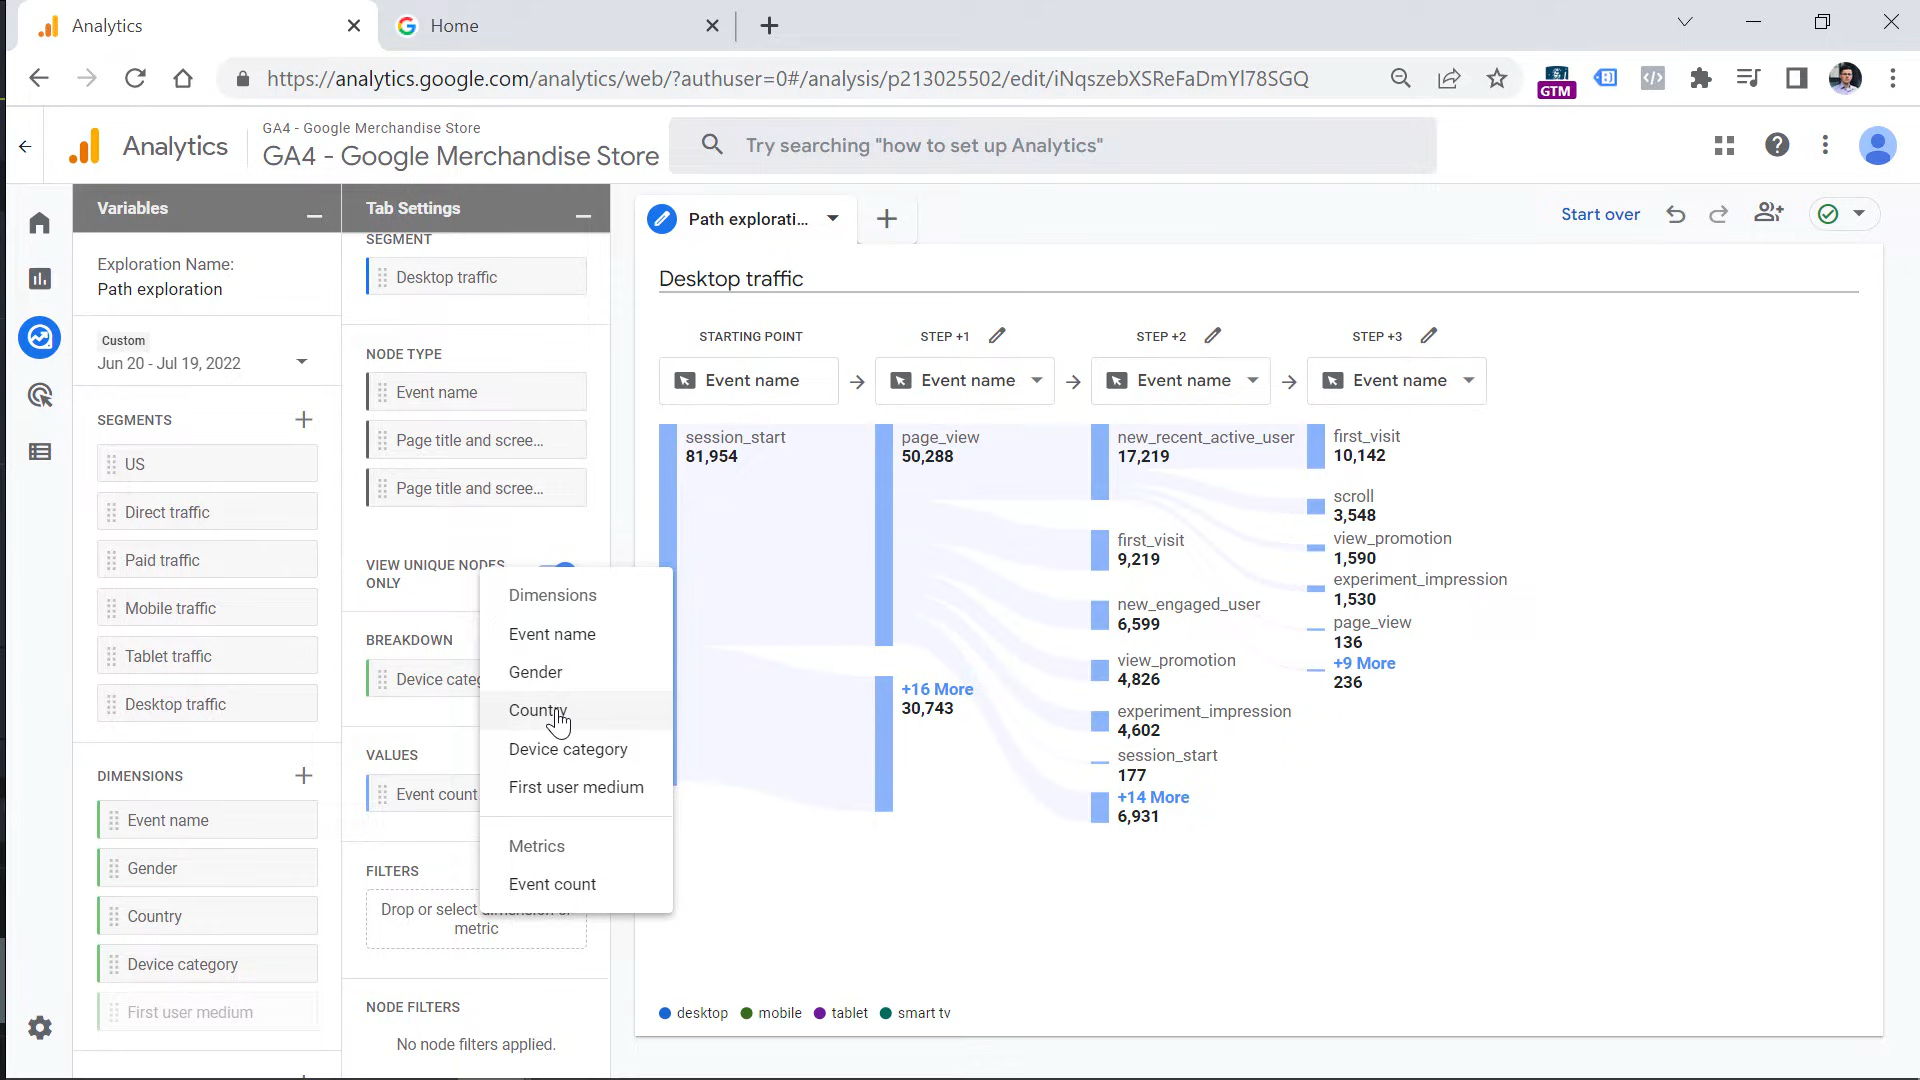 Analytics
Home
https://analytics.google.com/analytics/web/?authuser=0#/analysis/p213025502/edit/iNqszebXSReFaDmYl78SGQ
GTM
Analytics
GA4 - Google Merchandise Store
GA4 - Google Merchandise Store
Try searching "how to set up Analytics"
Variables
Exploration Name:
Path exploration
Custom
Jun 20 - Jul 19, 2022
SEGMENTS
US
Direct traffic
Paid traffic
Mobile traffic
Tablet traffic
Desktop traffic
DIMENSIONS
Event name
Gender
Country
Device category
First user medium
Tab Settings
SEGMENT
Desktop traffic
NODE TYPE
Event name
Page title and scree...
Page title and scree...
VIEW UNIQUE NODES
ONLY
BREAKDOWN
Device categ
VALUES
Event count
FILTERS
Drop or select
metric
NODE FILTERS
No node filters applied.
Dimensions
Event name
Gender
Country
Device category
First user medium
Metrics
Event count
Path explorati...
Start over
Desktop traffic
STARTING POINT
STEP +1
STEP +2
STEP +3
Event name
Event name
Event name
Event name
session_start
81,954
page_view
50,288
+16 More
30,743
new_recent_active_user
17,219
first_visit
9,219
new_engaged_user
6,599
view_promotion
4,826
experiment_impression
4,602
session_start
177
+14 More
6,931
first_visit
10,142
scroll
3,548
view_promotion
1,590
experiment_impression
1,530
page_view
136
+9 More
236
desktop
mobile
tablet
smart tv